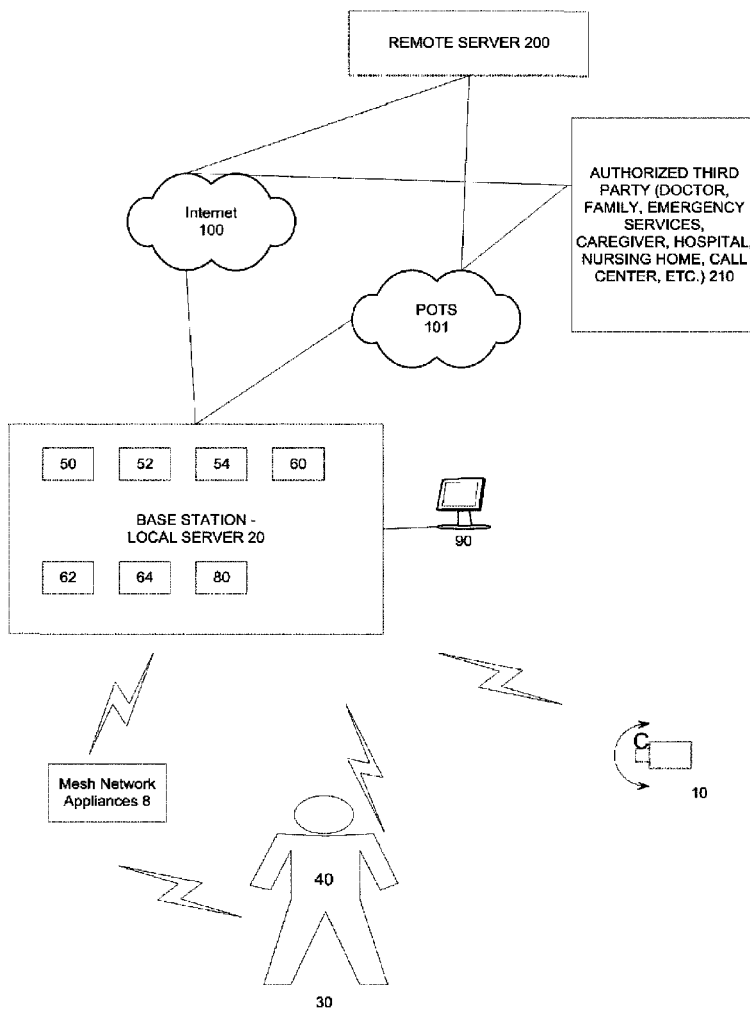 REMOTE SERVER 200
AUTHORIZED THIRD
PARTY (DOCTOR,
FAMILY, EMERGENCY
SERVICES,
CAREGIVER, HOSPITAL,
NURSING HOME, CALL
CENTER, ETC.) 210
Internet
100
POTS
101
50 52 54 60
BASE STATION -
LOCAL SERVER 20
90
62 64 80
C
10
Mesh Network
Appliances 8
40
30